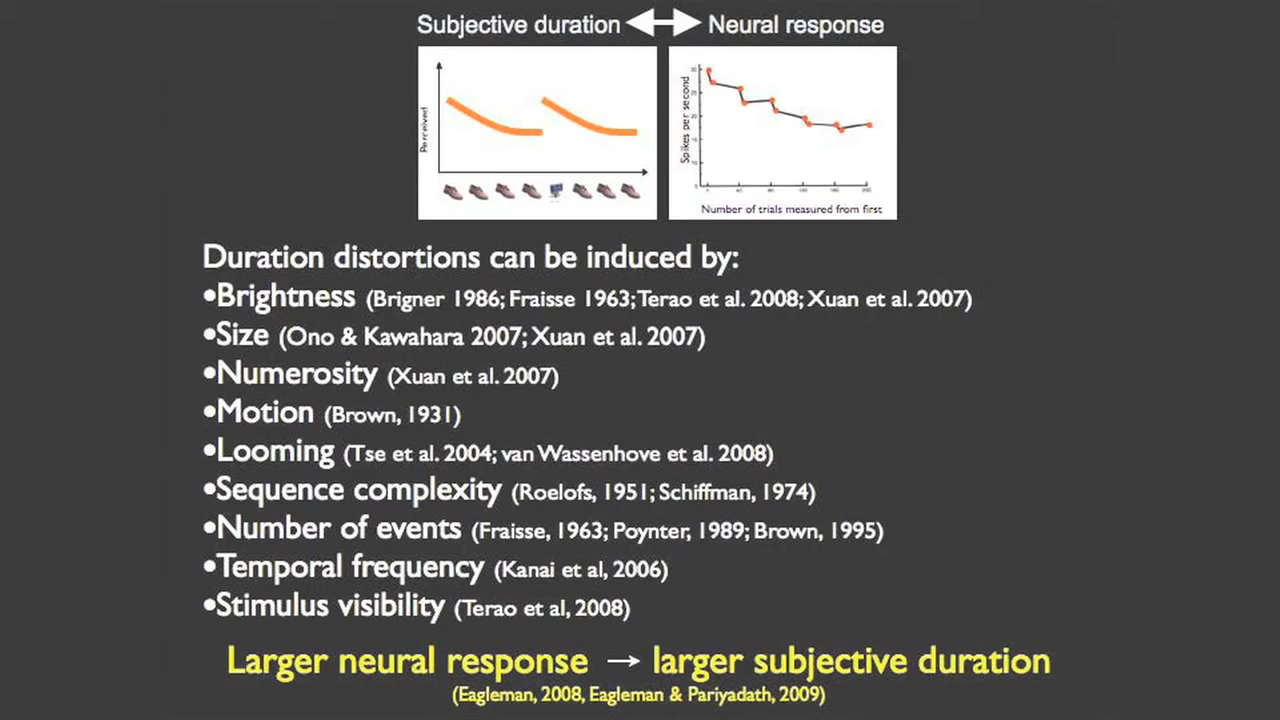 Subjective duration
Neural response
Perceived
Spikes per second
Number of trials measured from first
Duration distortions can be induced by:
•Brightness (Brigner 1986; Fraisse 1963; Terao et al. 2008; Xuan et al. 2007)
•Size (Ono & Kawahara 2007; Xuan et al. 2007)
•Numerosity (Xuan et al. 2007)
•Motion (Brown, 1931)
•Looming (Tse et al. 2004; van Wassenhove et al. 2008)
•Sequence complexity (Roelofs, 1951; Schiffman, 1974)
•Number of events (Fraisse, 1963; Poynter, 1989; Brown, 1995)
•Temporal frequency (Kanai et al, 2006)
•Stimulus visibility (Terao et al, 2008)
Larger neural response → larger subjective duration
(Eagleman, 2008, Eagleman & Pariyadath, 2009)